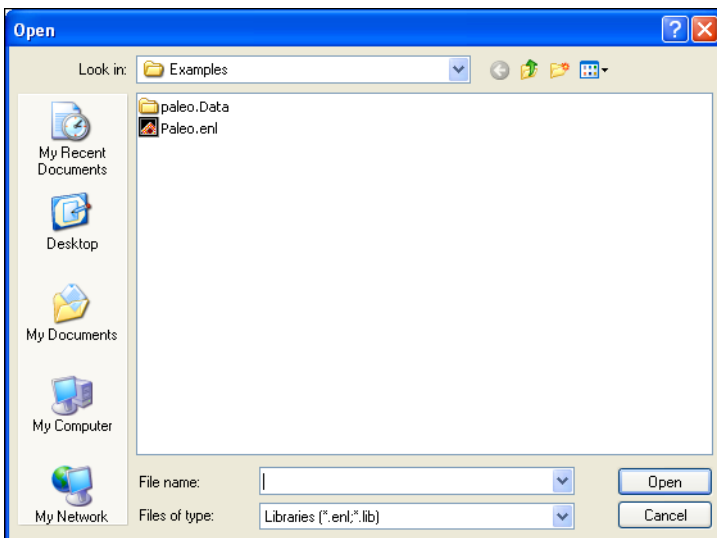 Open
Look in: Examples
paleo.Data
Paleo.enl
My Recent
Documents
Desktop
My Documents
My Computer
My Network
File name:
Open
Files of type: Libraries (*.enl;*.lib)
Cancel